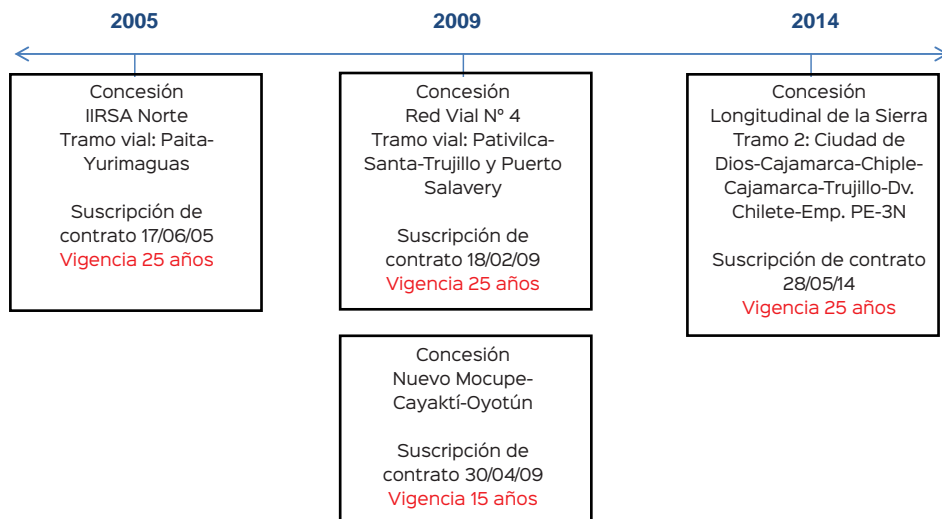 2005
2009
2014
Concesión
IIRSA Norte
Tramo vial: Paita-
Yurimaguas
Suscripción de
contrato 17/06/05
Vigencia 25 años
Concesión
Red Vial Nº 4
Tramo vial: Pativilca-
Santa-Trujillo y Puerto
Salavery
Suscripción de
contrato 18/02/09
Vigencia 25 años
Concesión
Nuevo Mocupe-
Cayaktí-Oyotún
Suscripción de
contrato 30/04/09
Vigencia 15 años
Concesión
Longitudinal de la Sierra
Tramo 2: Ciudad de
Dios-Cajamarca-Chiple-
Cajamarca-Trujillo-Dv.
Chilete-Emp. PE-3N
Suscripción de contrato
28/05/14
Vigencia 25 años